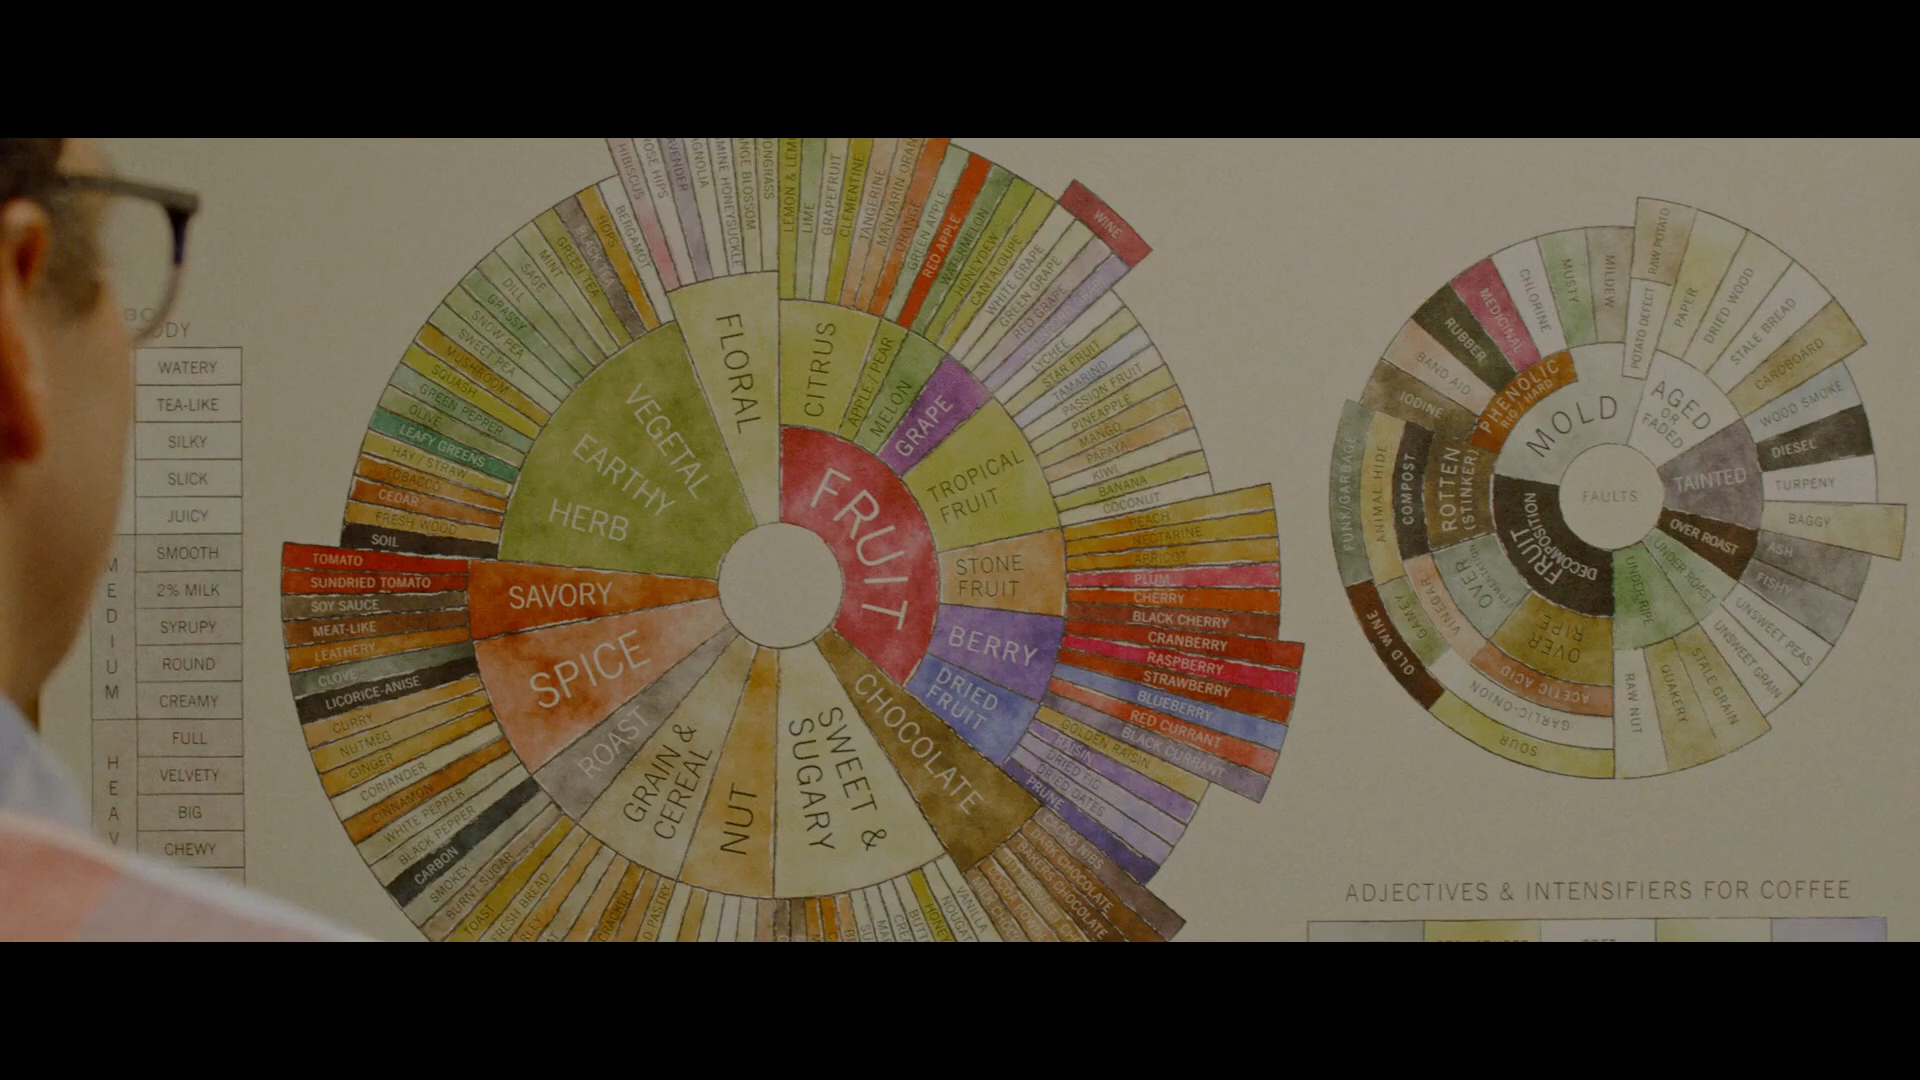 BODY
WATERY
TEA-LIKE
SILKY
SLICK
JUICY
MEDIUM
SMOOTH
2% MILK
SYRUPY
ROUND
CREAMY
HEAV
FULL
VELVETY
BIG
CHEWY
FRUIT
CITRUS
APPLE / PEAR
MELON
GRAPE
TROPICAL
FRUIT
STONE
FRUIT
BERRY
DRIED
FRUIT
CHOCOLATE
SWEET &
SUGARY
NUT
GRAIN &
CEREAL
ROAST
SPICE
SAVORY
VEGETAL
EARTHY
HERB
FLORAL
LIME
GRAPEFRUIT
CLEMENTINE
TANGERINE
ORANGE
GREEN APPLE
RED APPLE
WATERMELON
HONEYDEW
CANTALOUPE
WHITE GRAPE
GREEN GRAPE
RED GRAPE
WINE
LYCHEE
STAR FRUIT
TAMARIND
PASSION FRUIT
PINEAPPLE
MANGO
PAPAYA
KIWI
BANANA
COCONUT
PEACH
NECTARINE
APRICOT
PLUM
CHERRY
BLACK CHERRY
CRANBERRY
RASPBERRY
STRAWBERRY
BLUEBERRY
RED CURRANT
BLACK CURRANT
GOLDEN RAISIN
RAISIN
DRIED FIG
DRIED DATES
PRUNE
CACAO NIBS
DARK CHOCOLATE
BAKERS CHOCOLATE
VANILLA
NOUGAT
HONEY
TOAST
BURNT SUGAR
SMOKEY
CARBON
BLACK PEPPER
WHITE PEPPER
CINNAMON
CORIANDER
GINGER
NUTMEG
CURRY
LICORICE-ANISE
CLOVE
LEATHERY
MEAT-LIKE
SOY SAUCE
SUNDRIED TOMATO
TOMATO
SOIL
FRESH WOOD
CEDAR
TOBACCO
HAY / STRAW
LEAFY GREENS
OLIVE
GREEN PEPPER
SQUASH
MUSHROOM
SWEET PEA
SNOW PEA
GRASSY
DILL
SAGE
MINT
GREEN TEA
BLACK TEA
HOPS
BERGAMOT
HIBISCUS
FAULTS
MOLD
AGED
OR
FADED
TAINTED
OVER ROAST
UNDER ROAST
UNDER RIPE
OVER
RIPE
FRUIT
DECOMPOSITION
ROTTEN
(STINKER)
PHENOLIC
RIO / HARD
MILDEW
POTATO DEFECT
RAW POTATO
PAPER
DRIED WOOD
STALE BREAD
CARDBOARD
WOOD SMOKE
DIESEL
TURPENY
BAGGY
ASH
FISHY
UNSWEET PEAS
UNSWEET GRAIN
STALE GRAIN
QUAKERY
RAW NUT
SOUR
GARLIC-ONION
ACETIC ACID
VINEGAR
GAMEY
OLD WINE
COMPOST
ANIMAL HIDE
FUNK/GARBAGE
IODINE
BAND AID
RUBBER
MEDICINAL
CHLORINE
MUSTY
ADJECTIVES & INTENSIFIERS FOR COFFEE